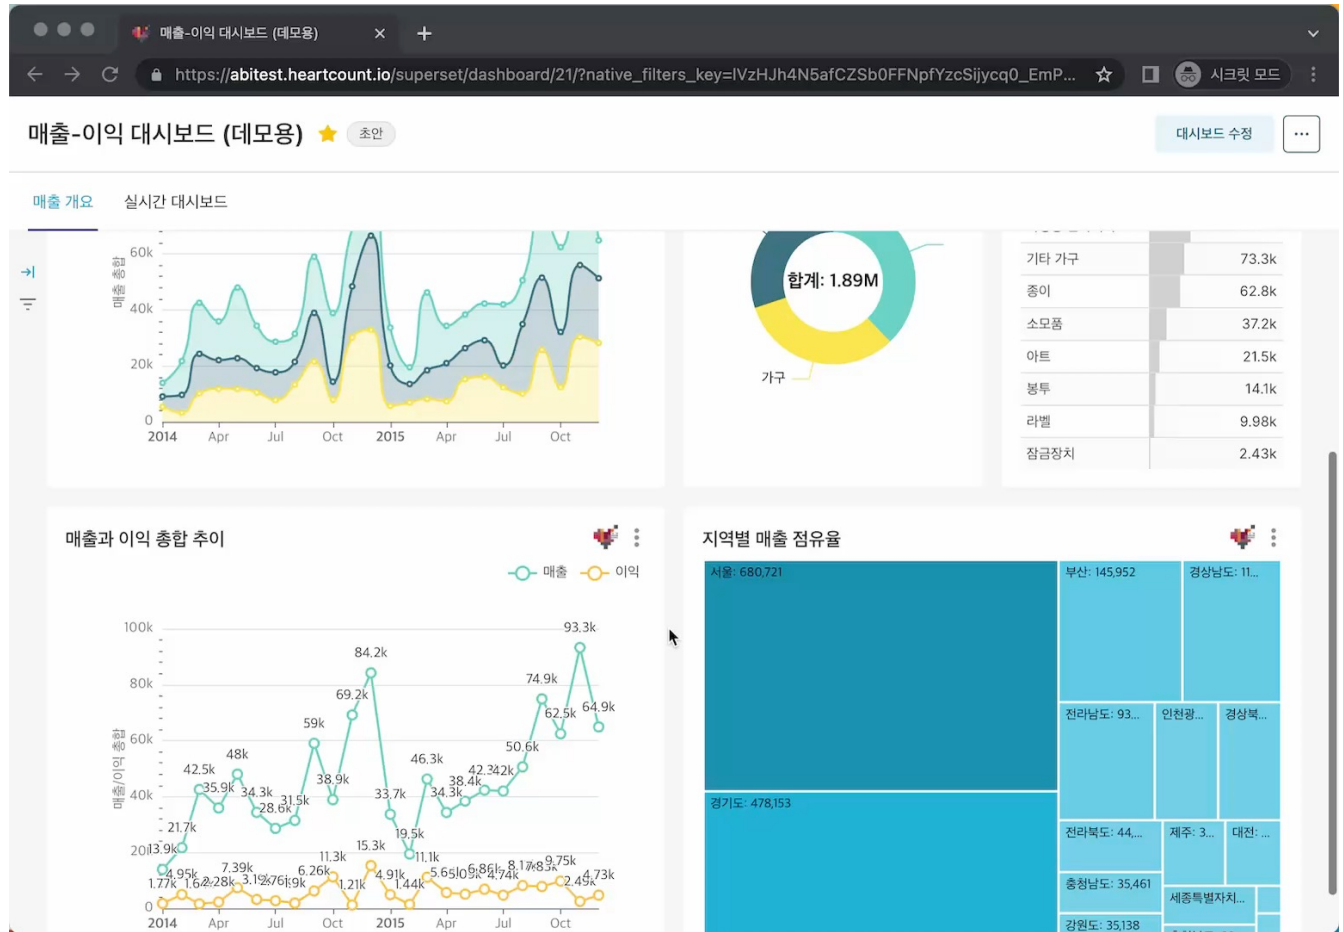 매출-이익 대시보드 (데모용)
https://abitest.heartcount.io/superset/dashboard/21/?native_filters_key=IVzHJh4N5afCZSb0FFNpfYzcSijycq0_EmP...
시크릿 모드
매출-이익 대시보드 (데모용)
초안
대시보드 수정
매출 개요
실시간 대시보드
매출 총합
60k
40k
20k
0
2014 Apr Jul Oct 2015 Apr Jul Oct
합계: 1.89M
가구
기타 가구 73.3k
종이 62.8k
소모품 37.2k
아트 21.5k
봉투 14.1k
라벨 9.98k
잠금장치 2.43k
매출과 이익 총합 추이
매출 이익
매출/이익 총합
100k
80k
60k
40k
20k
0
13.9k
21.7k
42.5k
35.9k
48k
34.3k
28.6k
31.5k
59k
38.9k
69.2k
84.2k
33.7k
19.5k
46.3k
34.3k
38.4k
42.3k
42k
50.6k
74.9k
62.5k
93.3k
64.9k
1.77k
4.95k
2.28k
7.39k
6.26k
11.3k
1.21k
15.3k
4.91k
1.44k
11.1k
4.74k
9.75k
2.49k
4.73k
2014 Apr Jul Oct 2015 Apr Jul Oct
지역별 매출 점유율
서울: 680,721
경기도: 478,153
부산: 145,952
경상남도: 11...
전라남도: 93...
인천광...
경상북...
전라북도: 44,...
제주: 3...
대전: ...
충청남도: 35,461
세종특별자치...
강원도: 35,138